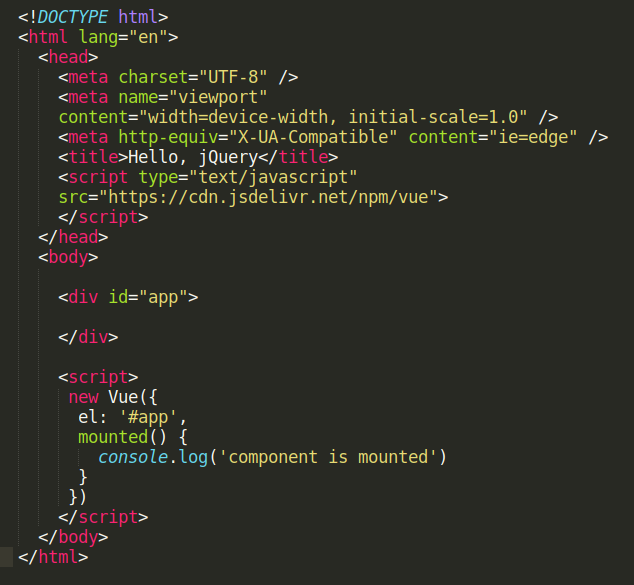 <!DOCTYPE html>
<html lang="en">
<head>
<meta charset="UTF-8" />
<meta name="viewport"
content="width=device-width, initial-scale=1.0" />
<meta http-equiv="X-UA-Compatible" content="ie=edge" />
<title>Hello, jQuery</title>
<script type="text/javascript"
src="https://cdn.jsdelivr.net/npm/vue">
</script>
</head>
<body>
<div id="app">
</div>
<script>
new Vue({
el: '#app',
mounted() {
console.log('component is mounted')
}
})
</script>
</body>
</html>